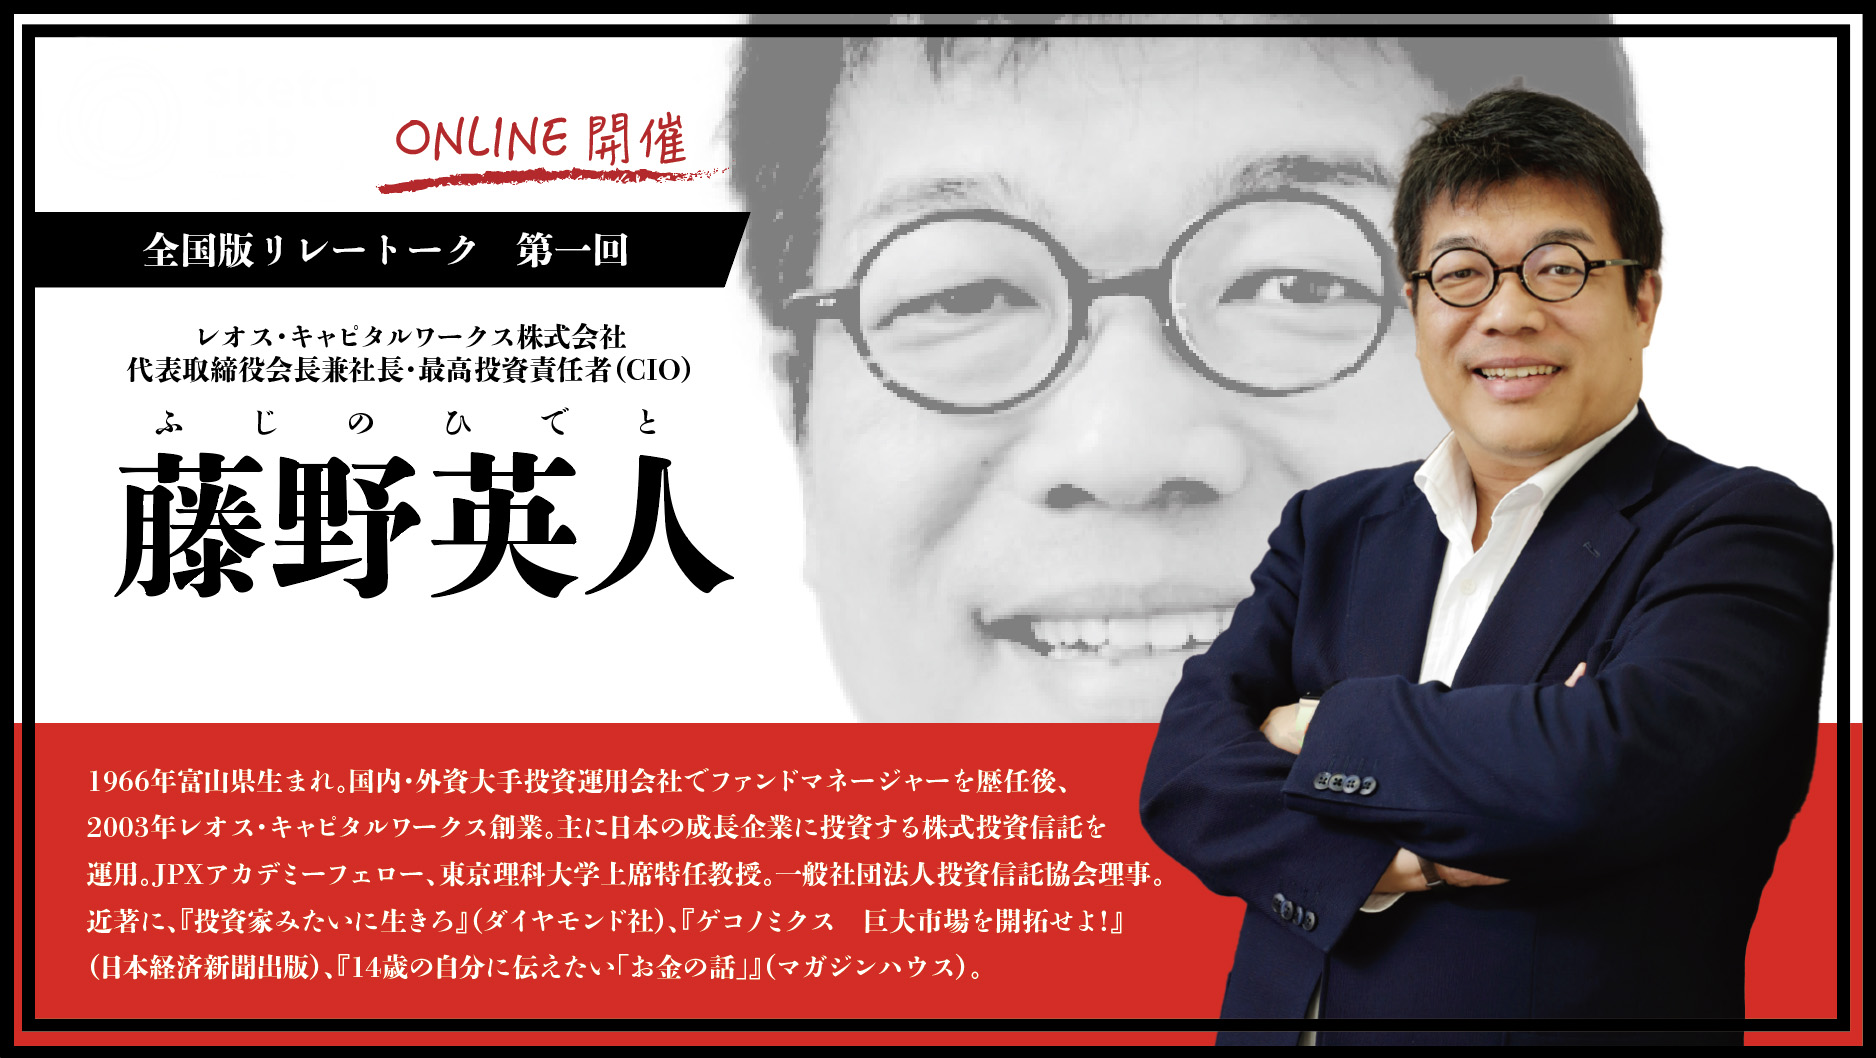 ONLINE 開催
全国版リレートーク　第一回
レオス・キャピタルワークス株式会社
代表取締役会長兼社長・最高投資責任者(CIO)
ふじのひでと
藤野英人
1966年富山県生まれ。国内・外資大手投資運用会社でファンドマネージャーを歴任後、
2003年レオス・キャピタルワークス創業。主に日本の成長企業に投資する株式投資信託を
運用。JPXアカデミーフェロー、東京理科大学上席特任教授。一般社団法人投資信託協会理事。
近著に、『投資家みたいに生きろ』(ダイヤモンド社)、『ゲコノミクス　巨大市場を開拓せよ!』
(日本経済新聞出版)、『14歳の自分に伝えたい「お金の話」』(マガジンハウス)。